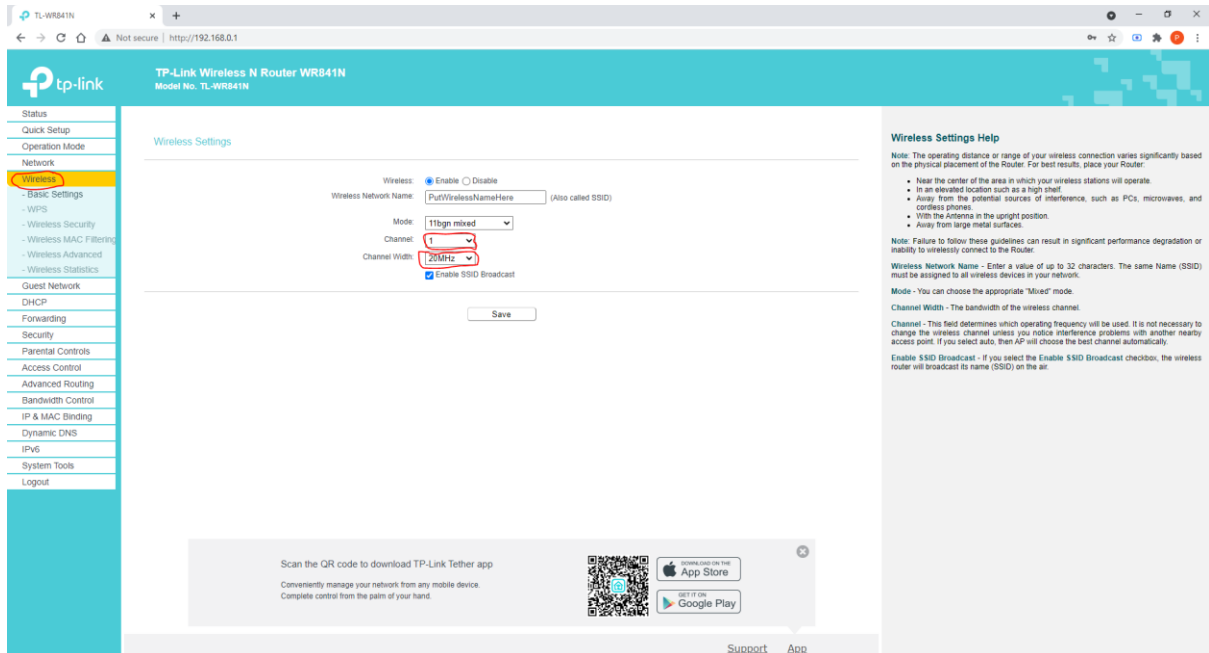 TL-WR841N
Not secure | http://192.168.0.1
P
tp-link
TP-Link Wireless N Router WR841N
Model No. TL-WR841N
Status
Quick Setup
Operation Mode
Network
Wireless
- Basic Settings
- WPS
- Wireless Security
- Wireless MAC Filtering
- Wireless Advanced
- Wireless Statistics
Guest Network
DHCP
Forwarding
Security
Parental Controls
Access Control
Advanced Routing
Bandwidth Control
IP & MAC Binding
Dynamic DNS
IPv6
System Tools
Logout
Wireless Settings
Wireless: Enable Disable
Wireless Network Name: PutWirelessNameHere (Also called SSID)
Mode: 11bgn mixed
Channel: 1
Channel Width: 20MHz
Enable SSID Broadcast
Save
Scan the QR code to download TP-Link Tether app
Conveniently manage your network from any mobile device.
Complete control from the palm of your hand.
DOWNLOAD ON THE
App Store
GET IT ON
Google Play
Support App
Wireless Settings Help
Note: The operating distance or range of your wireless connection varies significantly based
on the physical placement of the Router. For best results, place your Router:
• Near the center of the area in which your wireless stations will operate.
• In an elevated location such as a high shelf.
• Away from the potential sources of interference, such as PCs, microwaves, and
cordless phones.
• With the Antenna in the upright position.
• Away from large metal surfaces.
Note: Failure to follow these guidelines can result in significant performance degradation or
inability to wirelessly connect to the Router.
Wireless Network Name - Enter a value of up to 32 characters. The same Name (SSID)
must be assigned to all wireless devices in your network.
Mode - You can choose the appropriate "Mixed" mode.
Channel Width - The bandwidth of the wireless channel.
Channel - This field determines which operating frequency will be used. It is not necessary to
change the wireless channel unless you notice interference problems with another nearby
access point. If you select auto, then AP will choose the best channel automatically.
Enable SSID Broadcast - If you select the Enable SSID Broadcast checkbox, the wireless
router will broadcast its name (SSID) on the air.